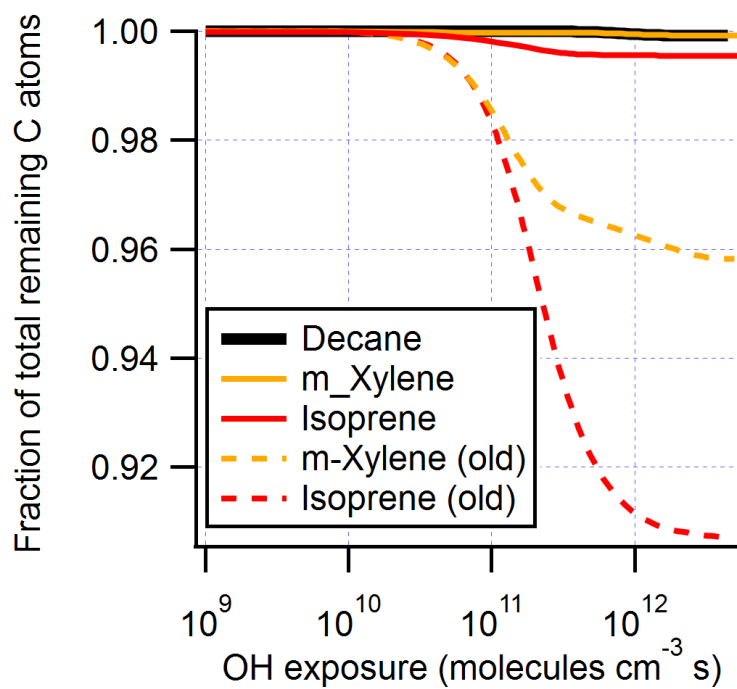 Fraction of total remaining C atoms
1.00
0.98
0.96
0.94
0.92
Decane
m_Xylene
Isoprene
m-Xylene (old)
Isoprene (old)
10^9 10^10 10^11 10^12
OH exposure (molecules cm^-3 s)